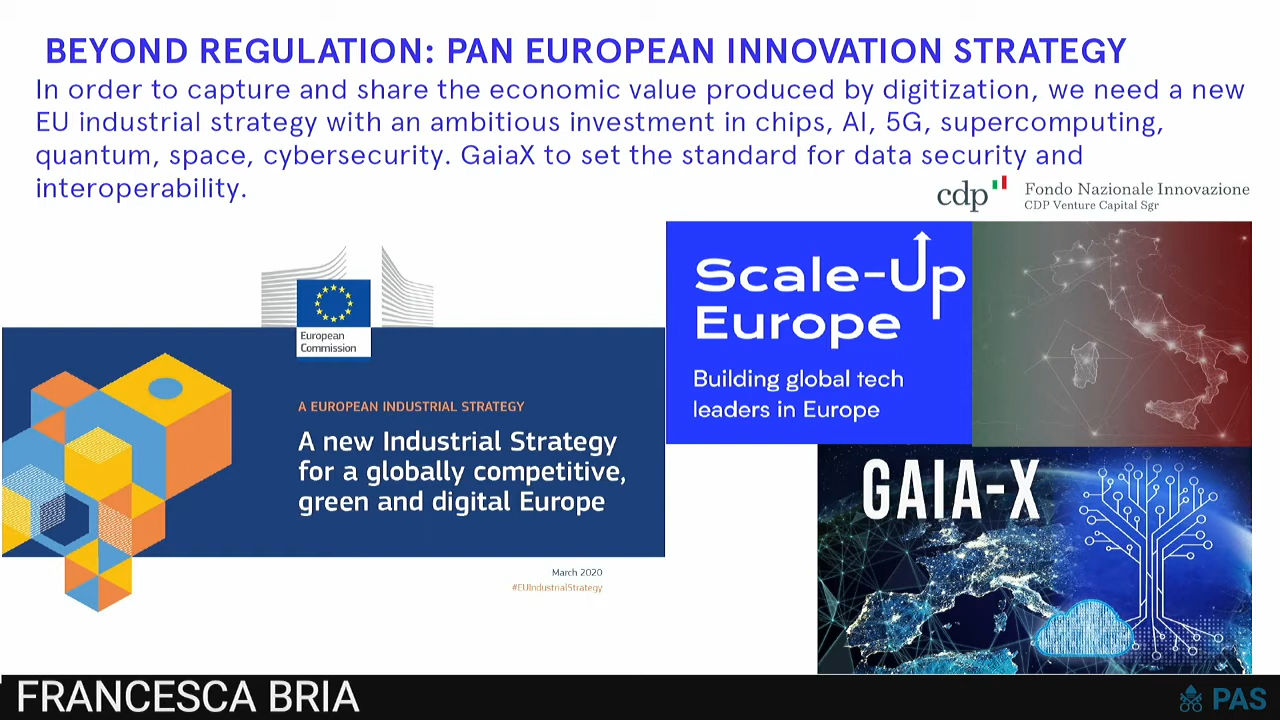 BEYOND REGULATION: PAN EUROPEAN INNOVATION STRATEGY
In order to capture and share the economic value produced by digitization, we need a new
EU industrial strategy with an ambitious investment in chips, AI, 5G, supercomputing,
quantum, space, cybersecurity. GaiaX to set the standard for data security and
interoperability.
cdp
Fondo Nazionale Innovazione
CDP Venture Capital Sgr
European
Commission
A EUROPEAN INDUSTRIAL STRATEGY
A new Industrial Strategy
for a globally competitive,
green and digital Europe
March 2020
#EUIndustrialStrategy
Scale-Up
Europe
Building global tech
leaders in Europe
GAIA-X
FRANCESCA BRIA
PAS